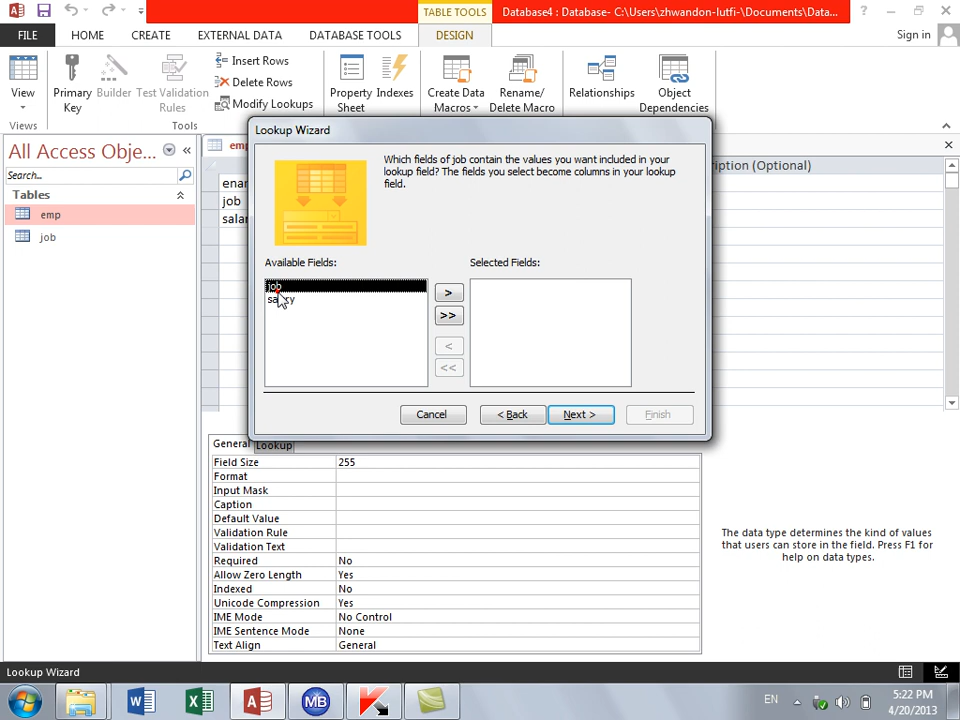 TABLE TOOLS
Database4 : Database- C:\Users\zhwandon-lutfi-\Documents\Data...
FILE HOME CREATE EXTERNAL DATA DATABASE TOOLS DESIGN Sign in
View
Views
Primary Key
Builder
Test Validation Rules
Insert Rows
Delete Rows
Modify Lookups
Tools
Property Sheet
Indexes
Create Data Macros
Rename/ Delete Macro
Relationships
Object Dependencies
All Access Obje...
Search...
Tables
emp
job
emp
ption (Optional)
enam
job
salar
Lookup Wizard
Which fields of job contain the values you want included in your
lookup field? The fields you select become columns in your lookup
field.
Available Fields:
Selected Fields:
job
salary
>
>>
<
<<
Cancel
< Back
Next >
Finish
General Lookup
Field Size 255
Format
Input Mask
Caption
Default Value
Validation Rule
Validation Text
Required No
Allow Zero Length Yes
Indexed No
Unicode Compression Yes
IME Mode No Control
IME Sentence Mode None
Text Align General
The data type determines the kind of values
that users can store in the field. Press F1 for
help on data types.
Lookup Wizard
EN
5:22 PM
4/20/2013